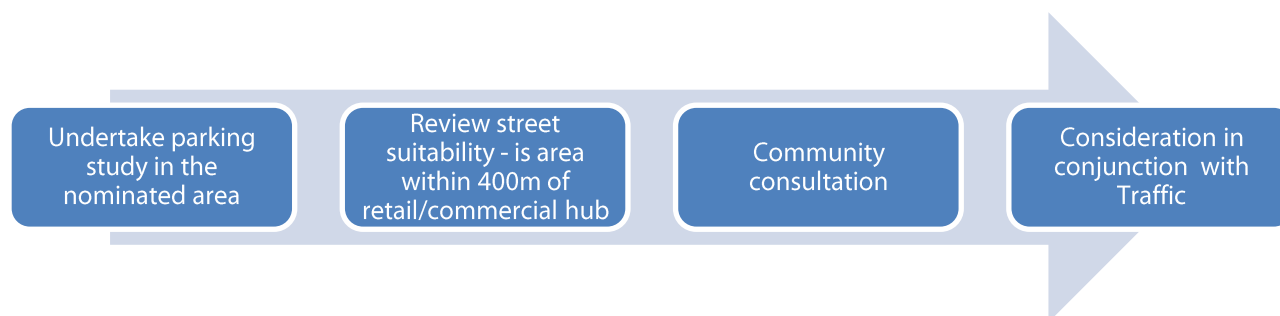 Undertake parking
study in the
nominated area
Review street
suitability - is area
within 400m of
retail/commercial hub
Community
consultation
Consideration in
conjunction  with
Traffic